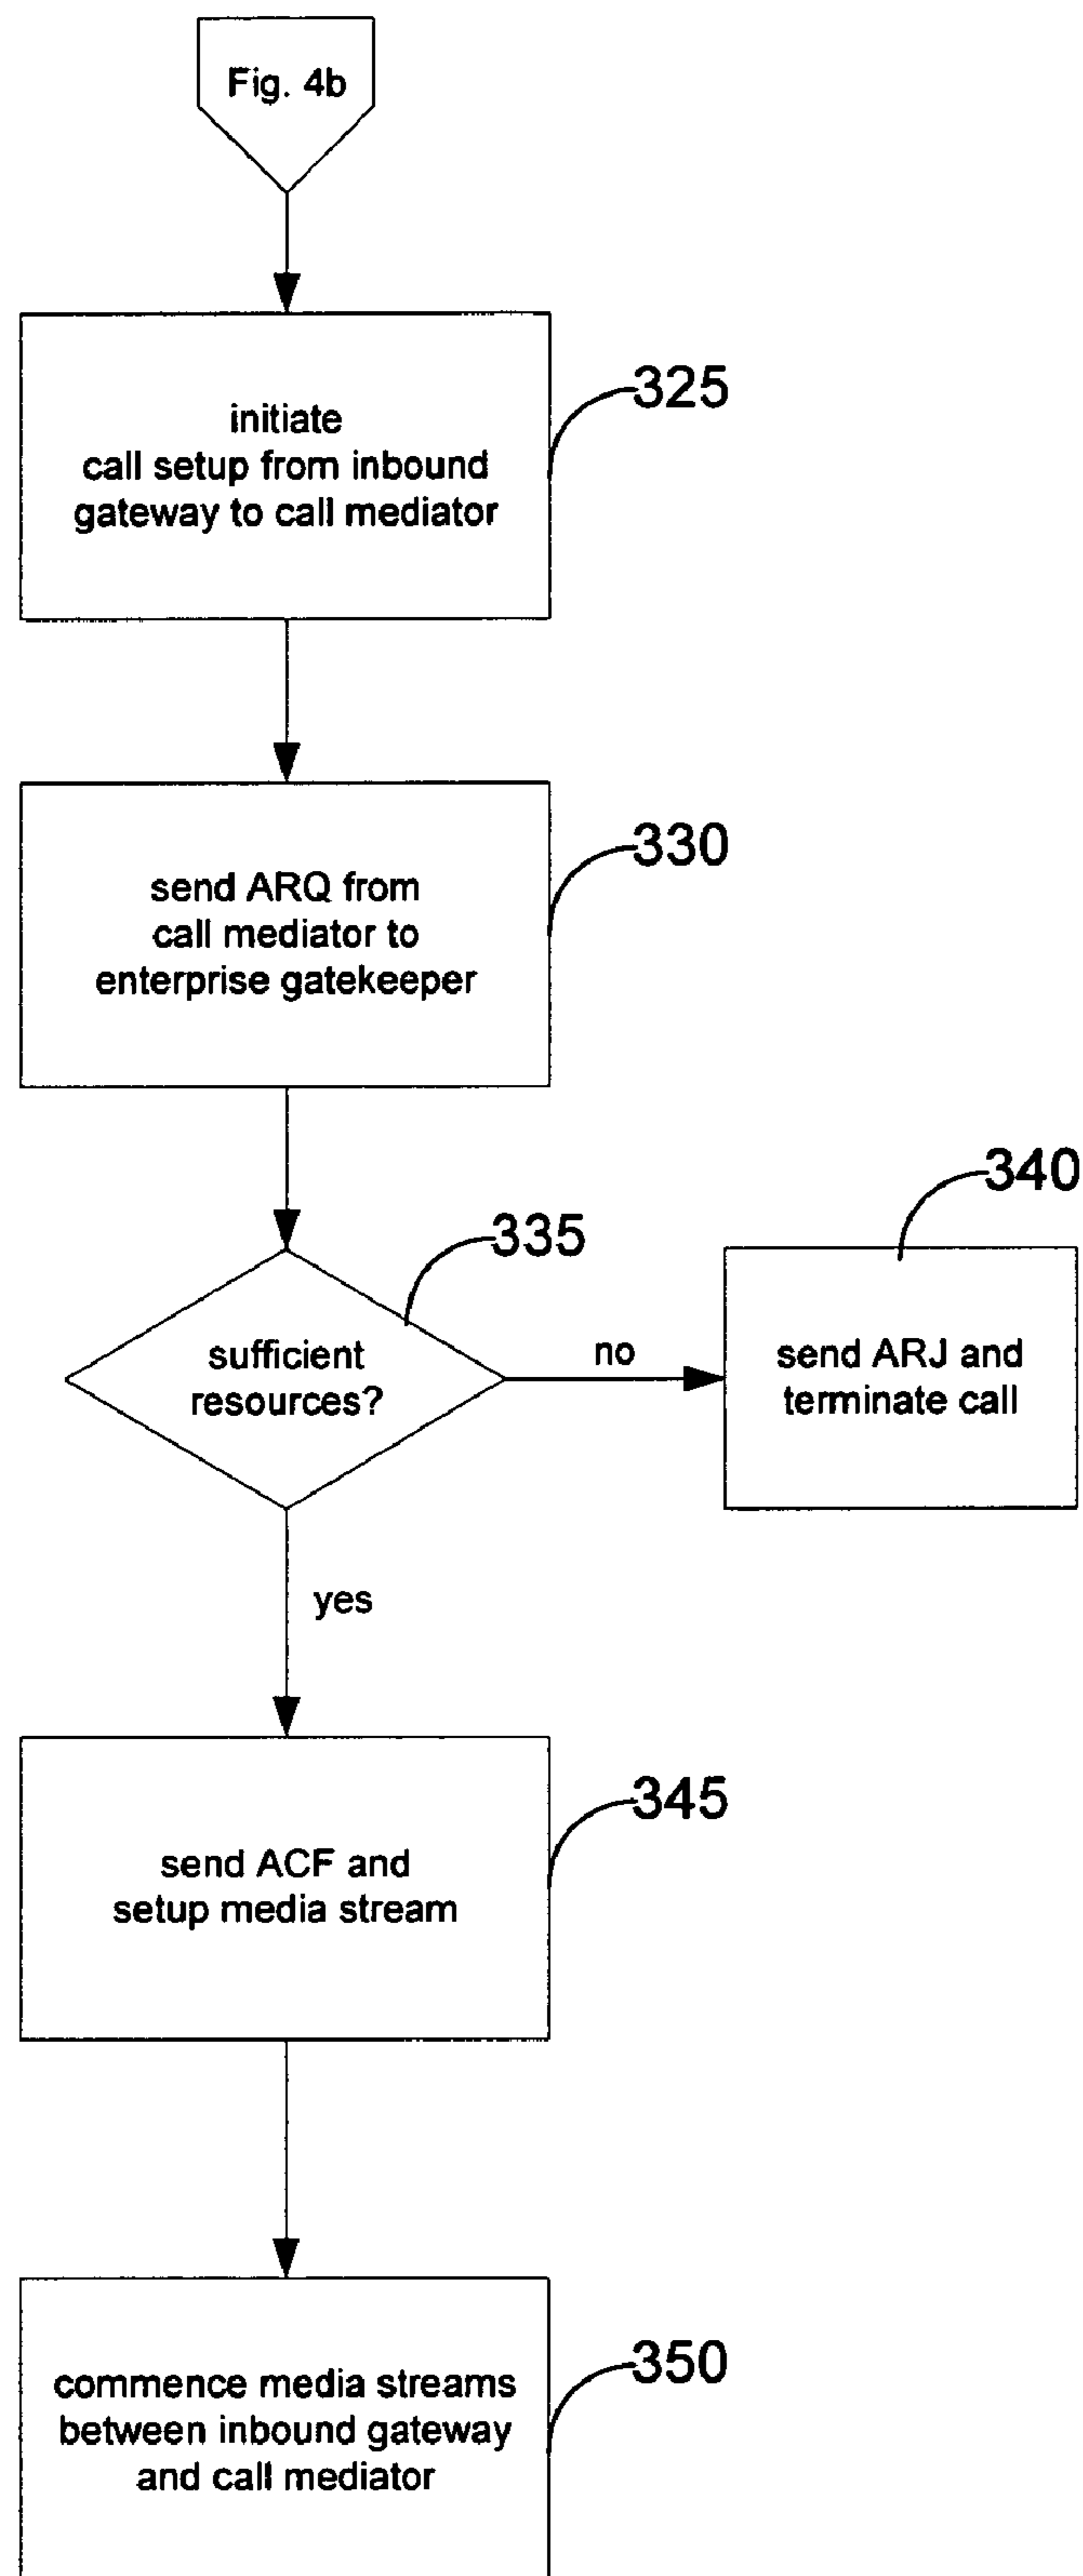 Fig. 4b
initiate
call setup from inbound
gateway to call mediator
325
send ARQ from
call mediator to
enterprise gatekeeper
330
sufficient
resources?
335
no
send ARJ and
terminate call
340
yes
send ACF and
setup media stream
345
commence media streams
between inbound gateway
and call mediator
350